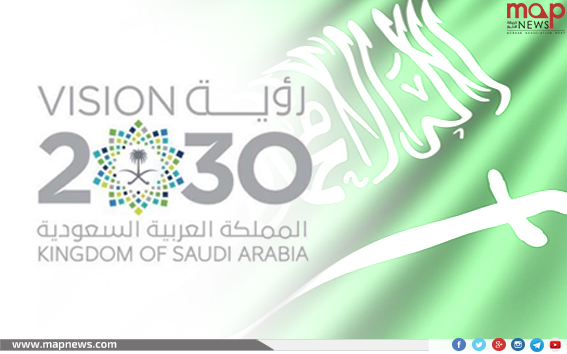 map
NEWS
VISION رؤية
2030
المملكة العربية السعودية
KINGDOM OF SAUDI ARABIA
www.mapnews.com